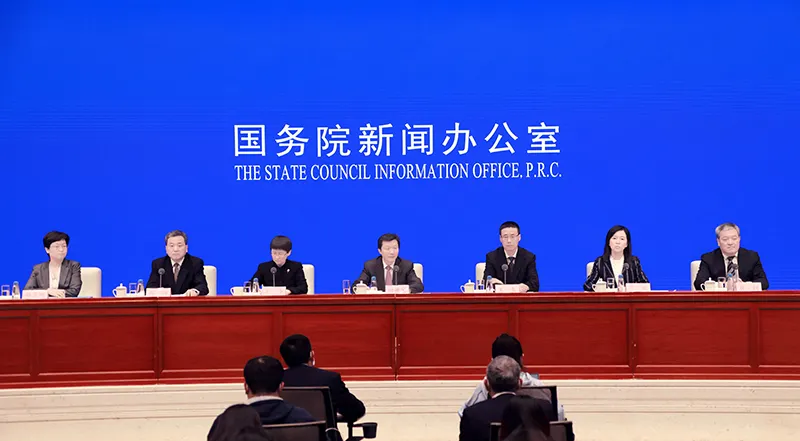 国务院新闻办公室
THE STATE COUNCIL INFORMATION OFFICE, P.R.C.